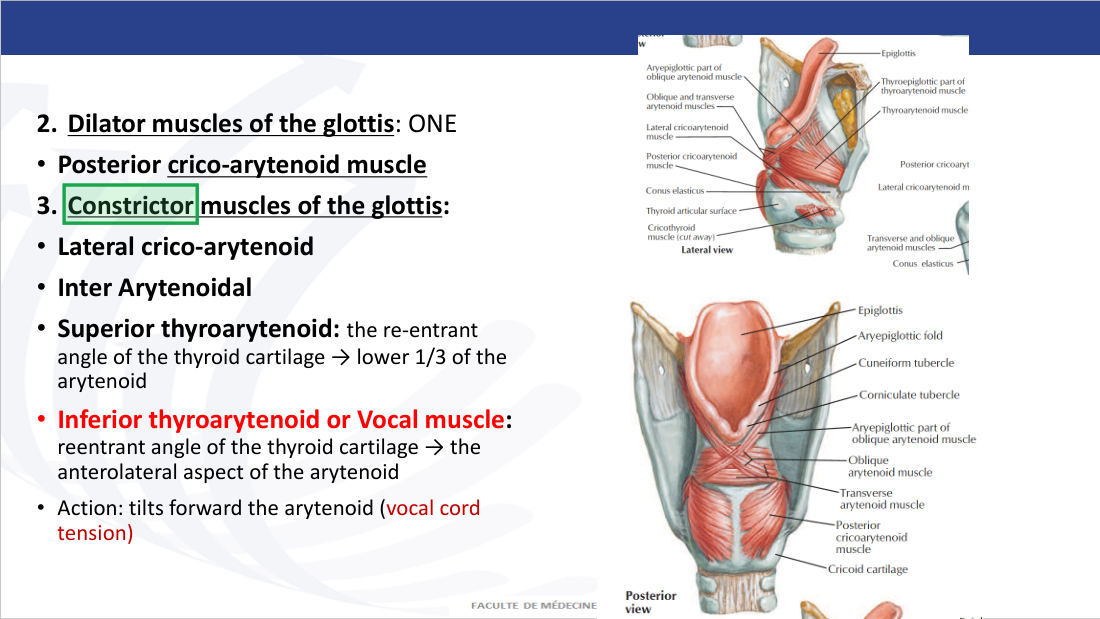 2. Dilator muscles of the glottis: ONE
• Posterior crico-arytenoid muscle
3. Constrictor muscles of the glottis:
• Lateral crico-arytenoid
• Inter Arytenoidal
• Superior thyroarytenoid: the re-entrant
angle of the thyroid cartilage → lower 1/3 of the
arytenoid
• Inferior thyroarytenoid or Vocal muscle:
reentrant angle of the thyroid cartilage → the
anterolateral aspect of the arytenoid
• Action: tilts forward the arytenoid (vocal cord
tension)
FACULTE DE MÉDECINE
Epiglottis
Aryepiglottic part of
oblique arytenoid muscle
Thyroepiglottic part of
thyroarytenoid muscle
Oblique and transverse
arytenoid muscles
Thyroarytenoid muscle
Lateral cricoarytenoid
muscle
Posterior cricoarytenoid
muscle
Conus elasticus
Thyroid articular surface
Cricothyroid
muscle (cut away)
Lateral view
Posterior cricoaryt
Lateral cricoarytenoid m
Transverse and oblique
arytenoid muscles
Conus elasticus
Epiglottis
Aryepiglottic fold
Cuneiform tubercle
Corniculate tubercle
Aryepiglottic part of
oblique arytenoid muscle
Oblique
arytenoid muscle
Transverse
arytenoid muscle
Posterior
cricoarytenoid
muscle
Cricoid cartilage
Posterior
view